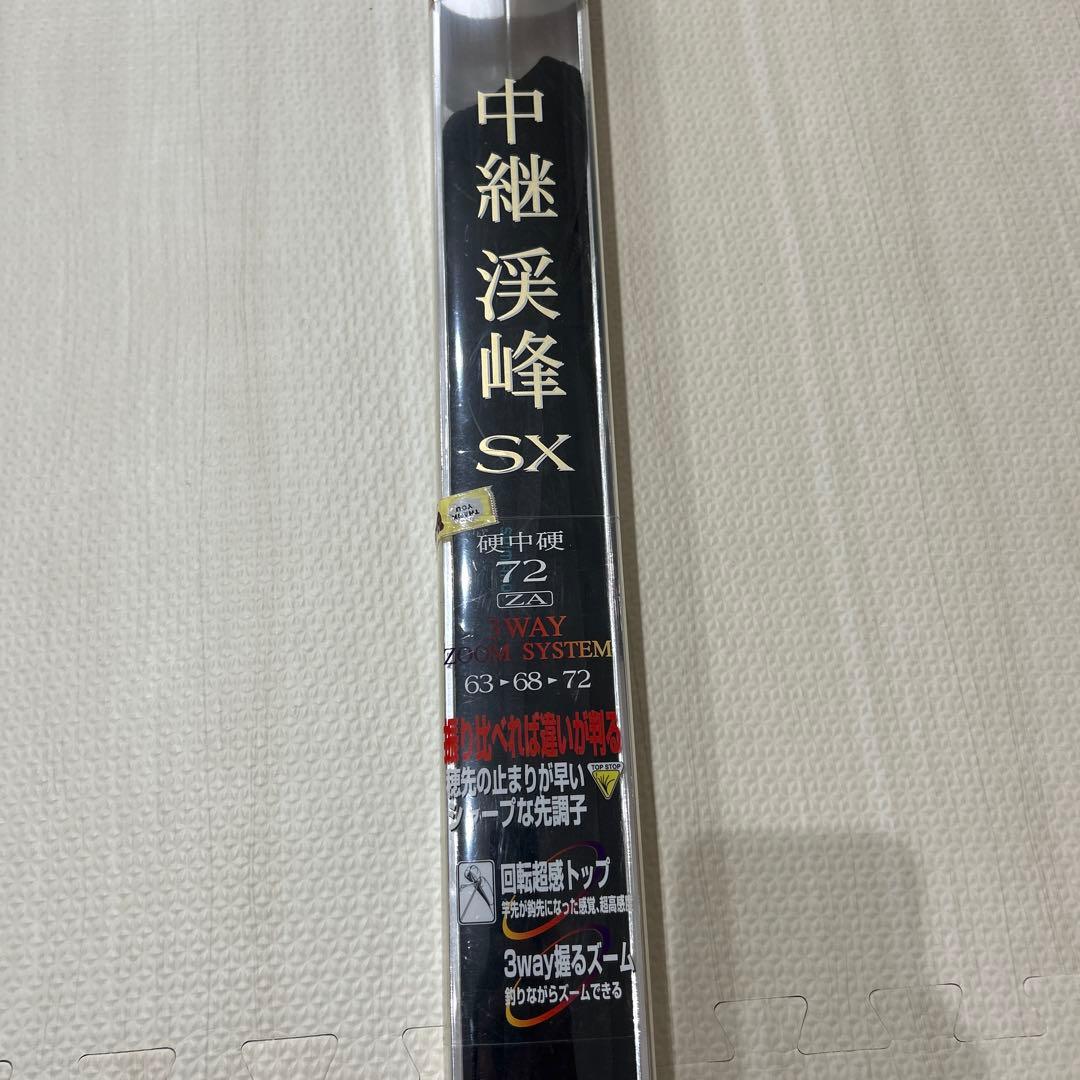 中継 渓峰
SX
THANK YOU
硬中硬
72
ZA
3WAY
ZOOM SYSTEM
63▸68▸72
振り比べれば違いが判る
穂先の止まりが早い
シャープな先調子
TOP STOP
回転超感トップ
竿先が鈎先になった感覚、超高感度
3way握るズーム
釣りながらズームできる